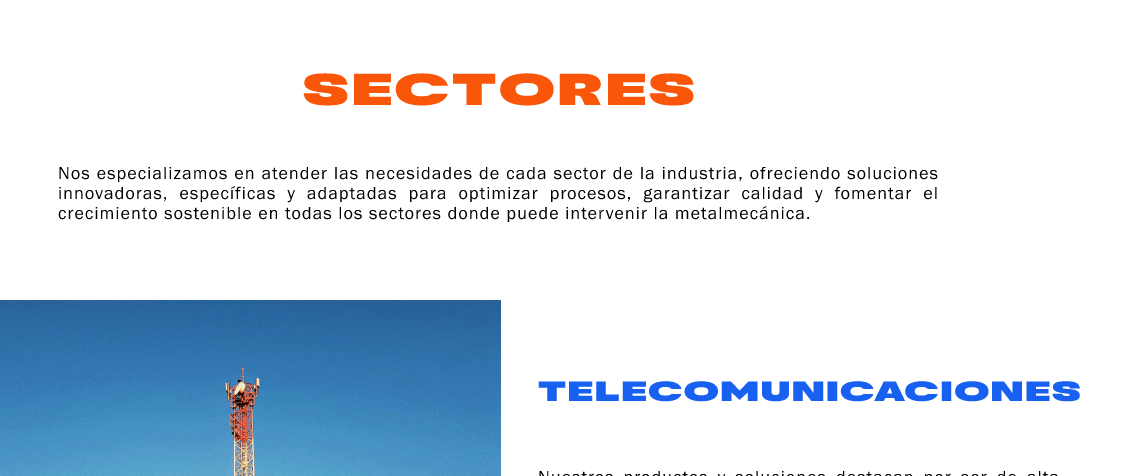 SECTORES
Nos especializamos en atender las necesidades de cada sector de la industria, ofreciendo soluciones
innovadoras, específicas y adaptadas para optimizar procesos, garantizar calidad y fomentar el
crecimiento sostenible en todas los sectores donde puede intervenir la metalmecánica.
TELECOMUNICACIONES
Nuestros productos y soluciones destacan por ser de alta